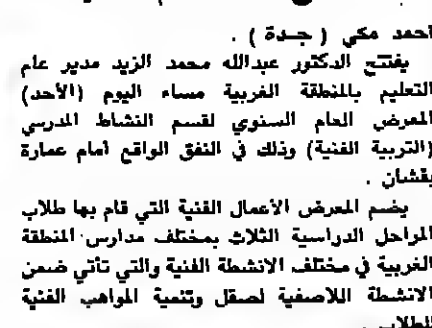 احمد مكي ( جـدة ) .
يفتتح الدكتور عبدالله محمد الزيد مدير عام
التعليم بالمنطقة الغربية مساء اليوم (الأحد)
المعرض العام السنوي لقسم النشاط المدرسي
(التربية الفنية) وذلك في النفق الواقع أمام عمارة
بقشان .
يضم المعرض الأعمال الفنية التي قام بها طلاب
المراحل الدراسية الثلاث بمختلف مدارس المنطقة
الغربية في مختلف الانشطة الفنية والتي تأتي ضمن
الانشطة اللاصفية لصقل وتنمية المواهب الفنية
للطلاب .